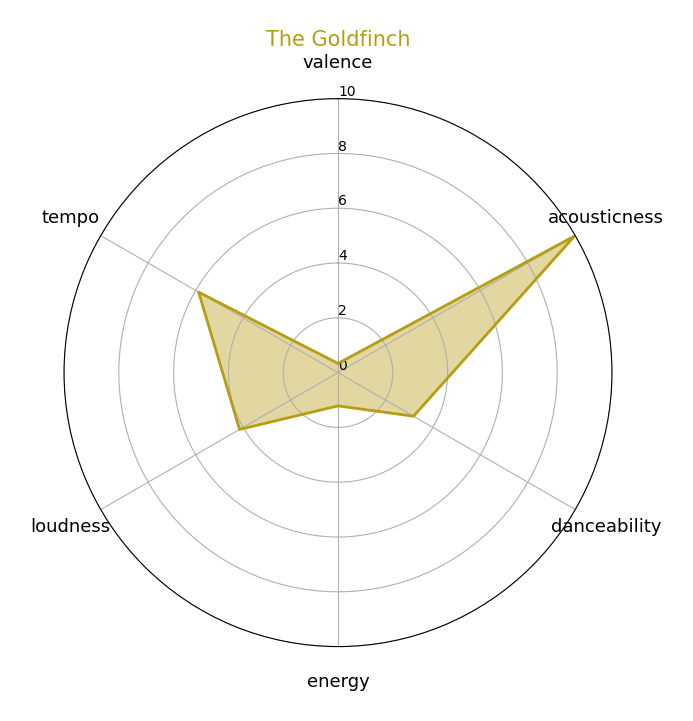 The Goldfinch
valence
10
8
6
4
2
0
tempo
acousticness
loudness
danceability
energy